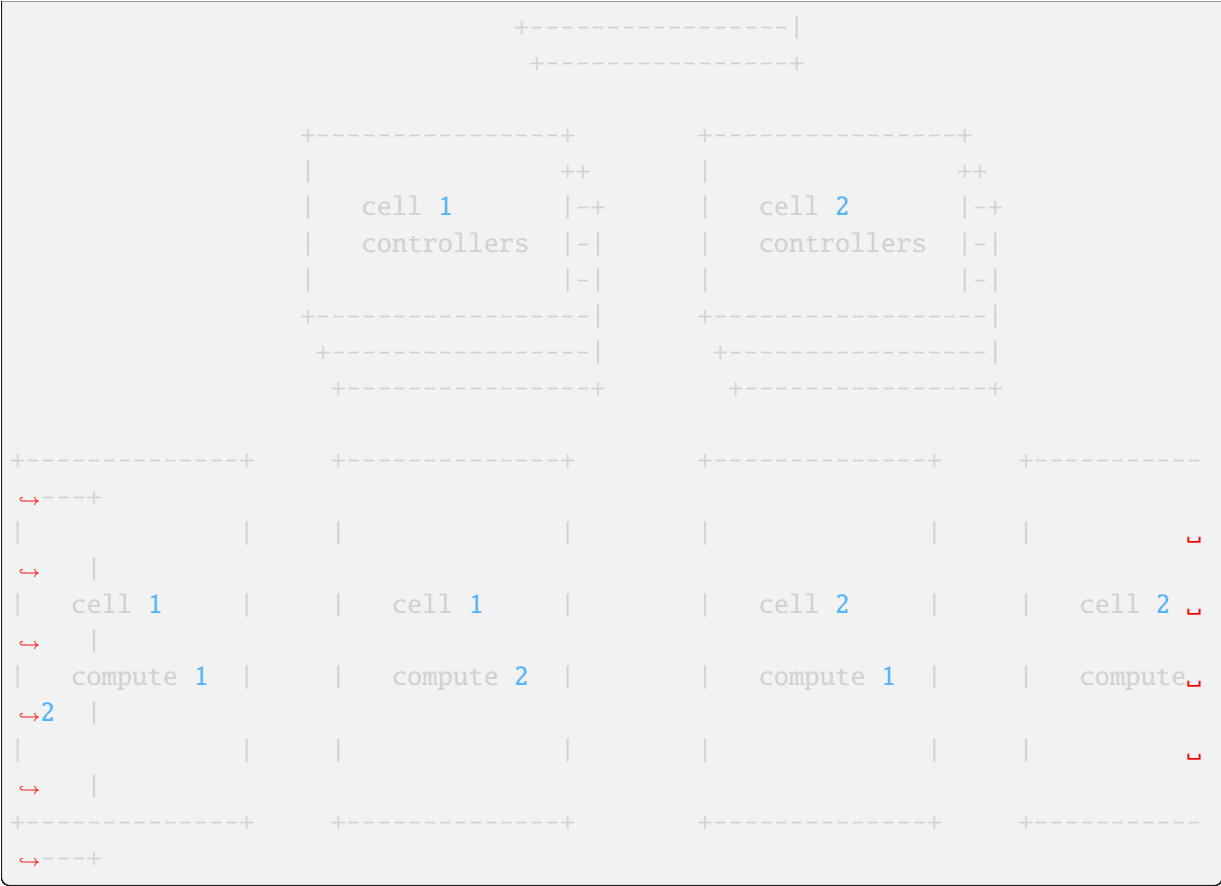 +-----------------|
                                  +-----------------+

                   +-----------------+        +-----------------+
                   |                 ++       |                 ++
                   |   cell 1        |-+      |   cell 2        |-+
                   |   controllers   |-|      |   controllers   |-|
                   |                 |-|      |                 |-|
                   +------------------|       +------------------|
                    +-----------------|        +-----------------|
                     +-----------------+        +-----------------+

+---------------+     +---------------+        +---------------+     +-----------
↪----+
|               |     |               |        |               |     |          ␣
↪    |
|   cell 1      |     |   cell 1      |        |   cell 2      |     |   cell 2 ␣
↪    |
|   compute 1   |     |   compute 2   |        |   compute 1   |     |   compute␣
↪2   |
|               |     |               |        |               |     |          ␣
↪    |
+---------------+     +---------------+        +---------------+     +-----------
↪----+